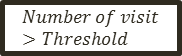 Number of visit
> Threshold